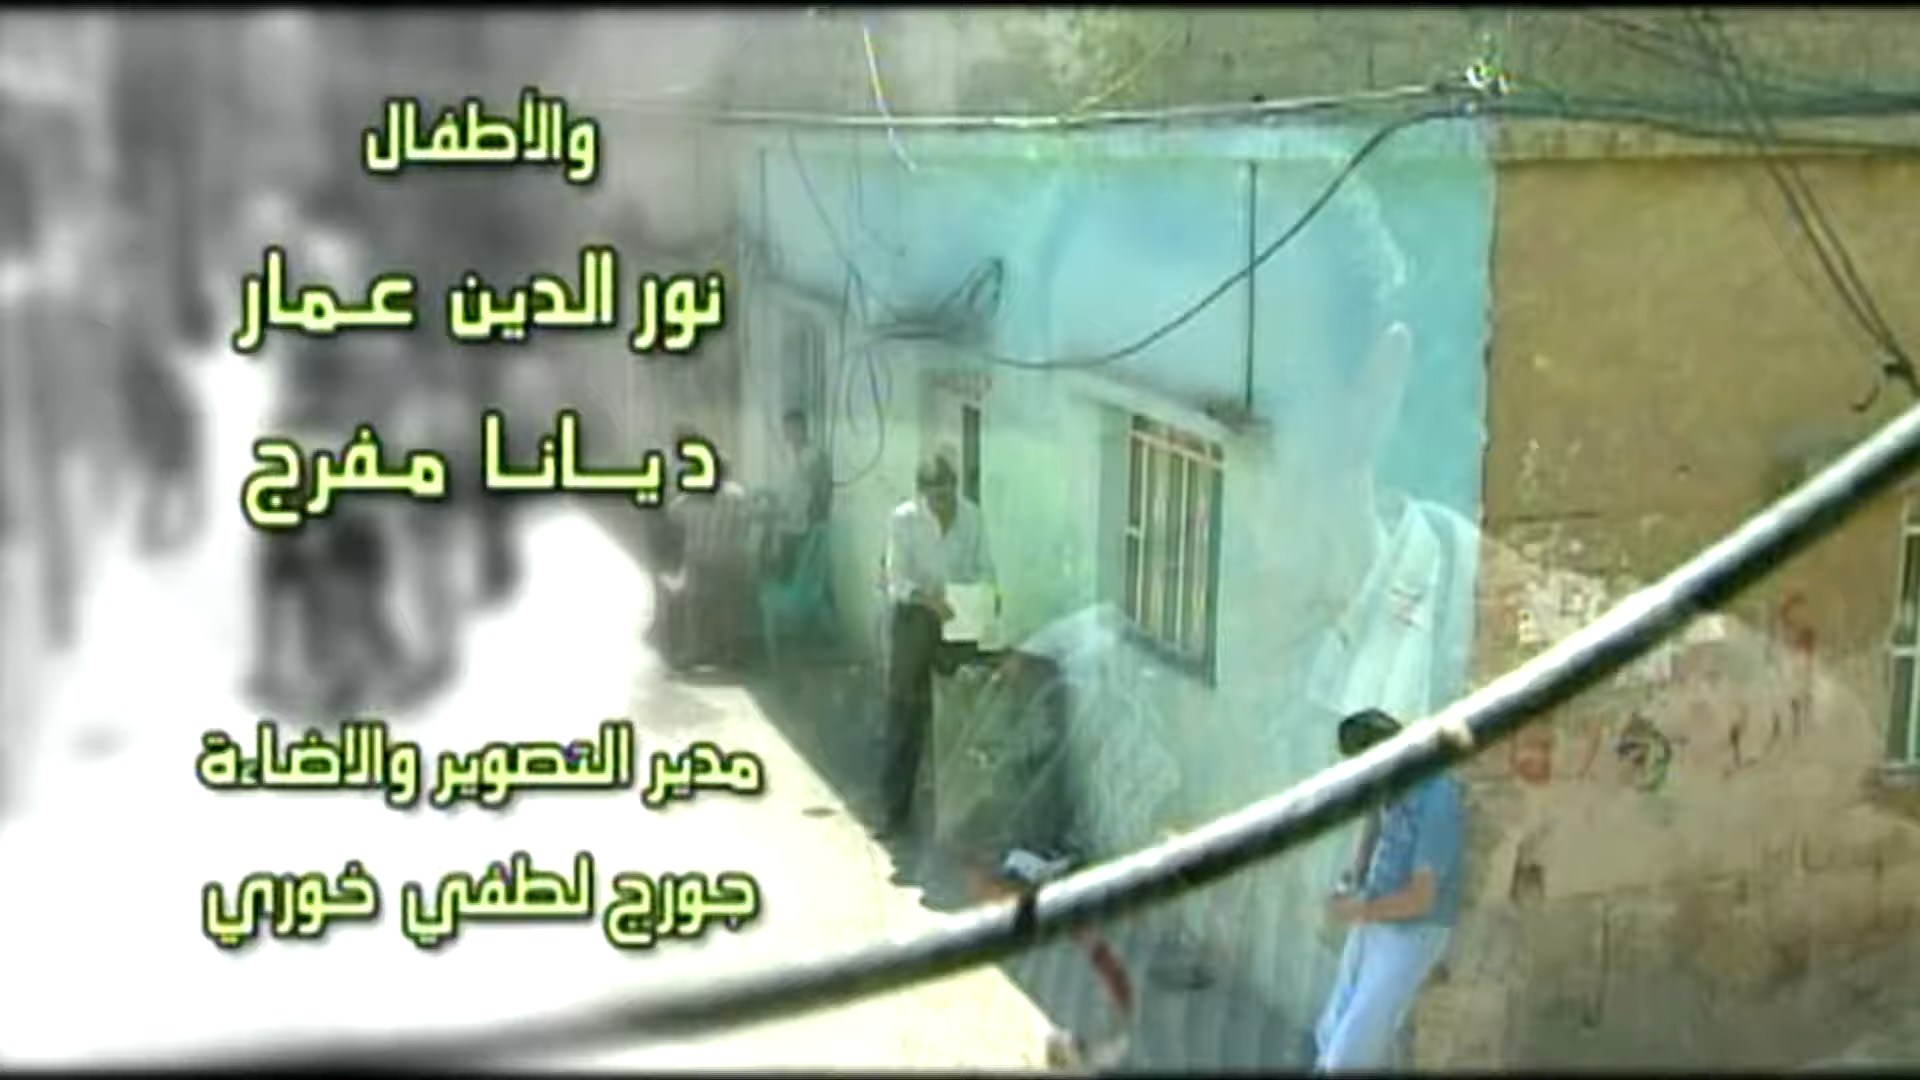 والأطفال
نور الدين عمار
ديانا مفرج
مدير التصوير والاضاءة
جورج لطفي خوري